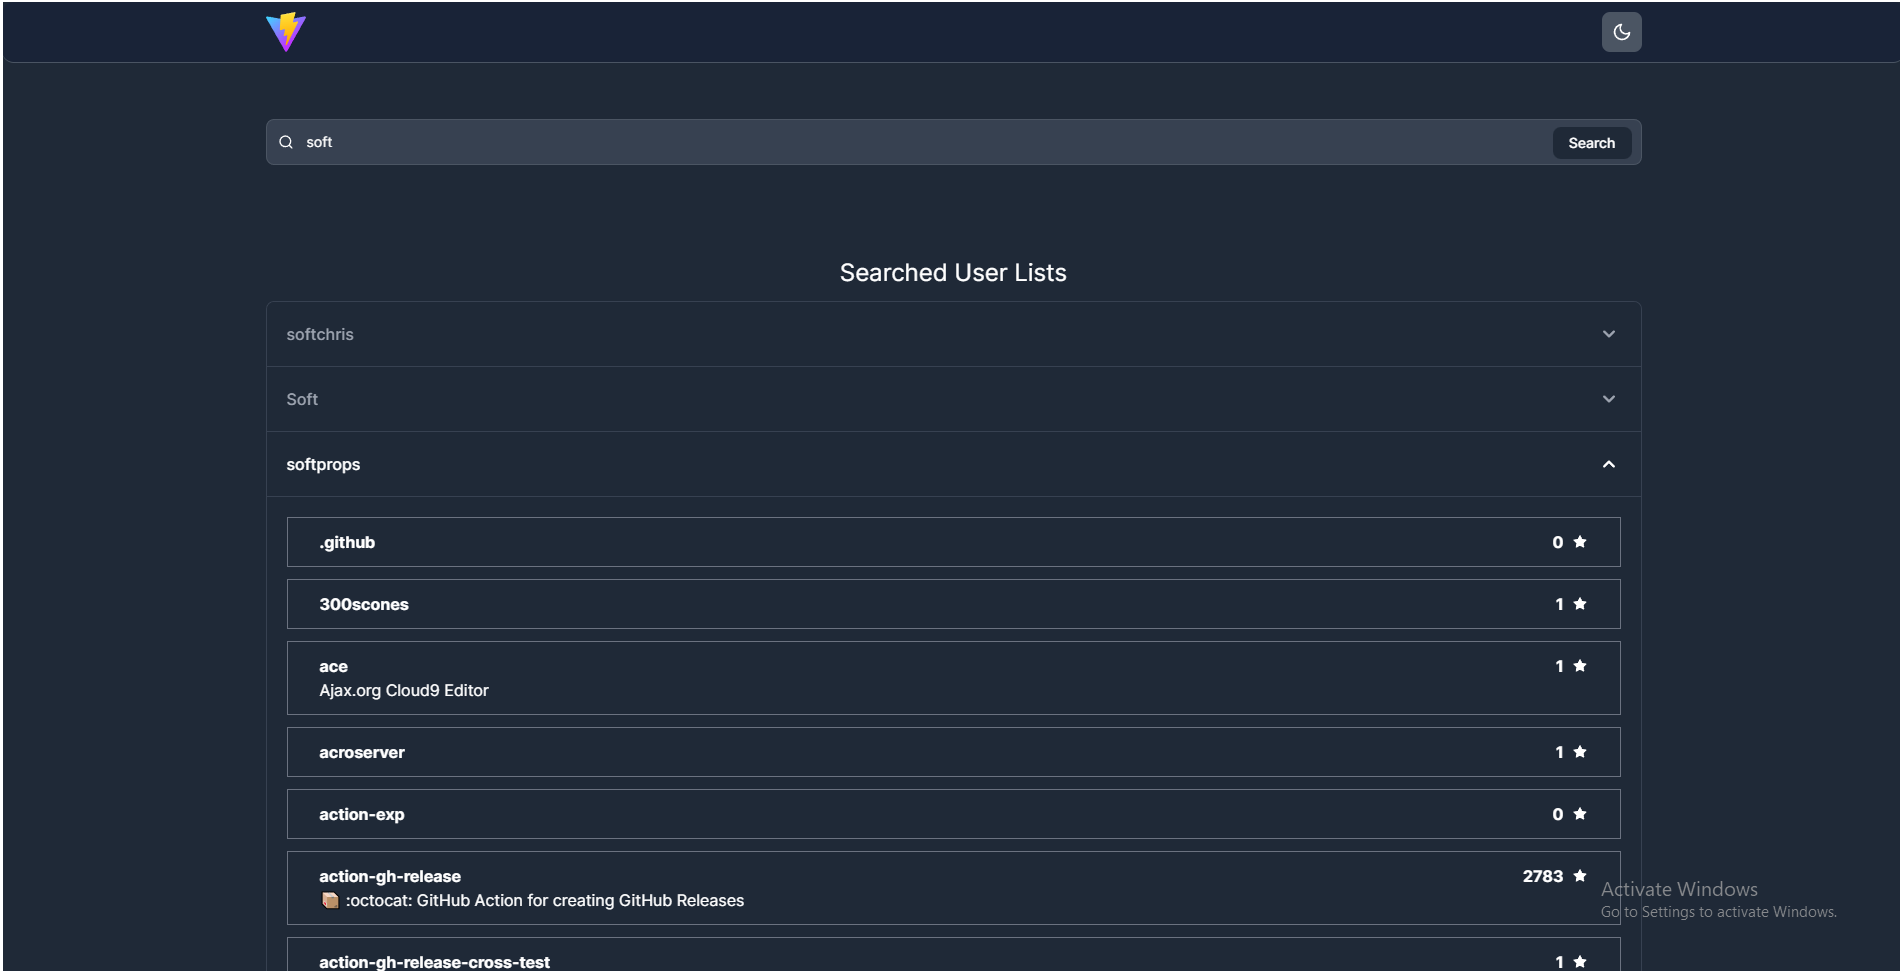 soft
Search
Searched User Lists
softchris
Soft
softprops
.github 0
300scones 1
ace 1
Ajax.org Cloud9 Editor
acroserver 1
action-exp 0
action-gh-release 2783
:octocat: GitHub Action for creating GitHub Releases
Activate Windows
Go to Settings to activate Windows.
action-gh-release-cross-test 1